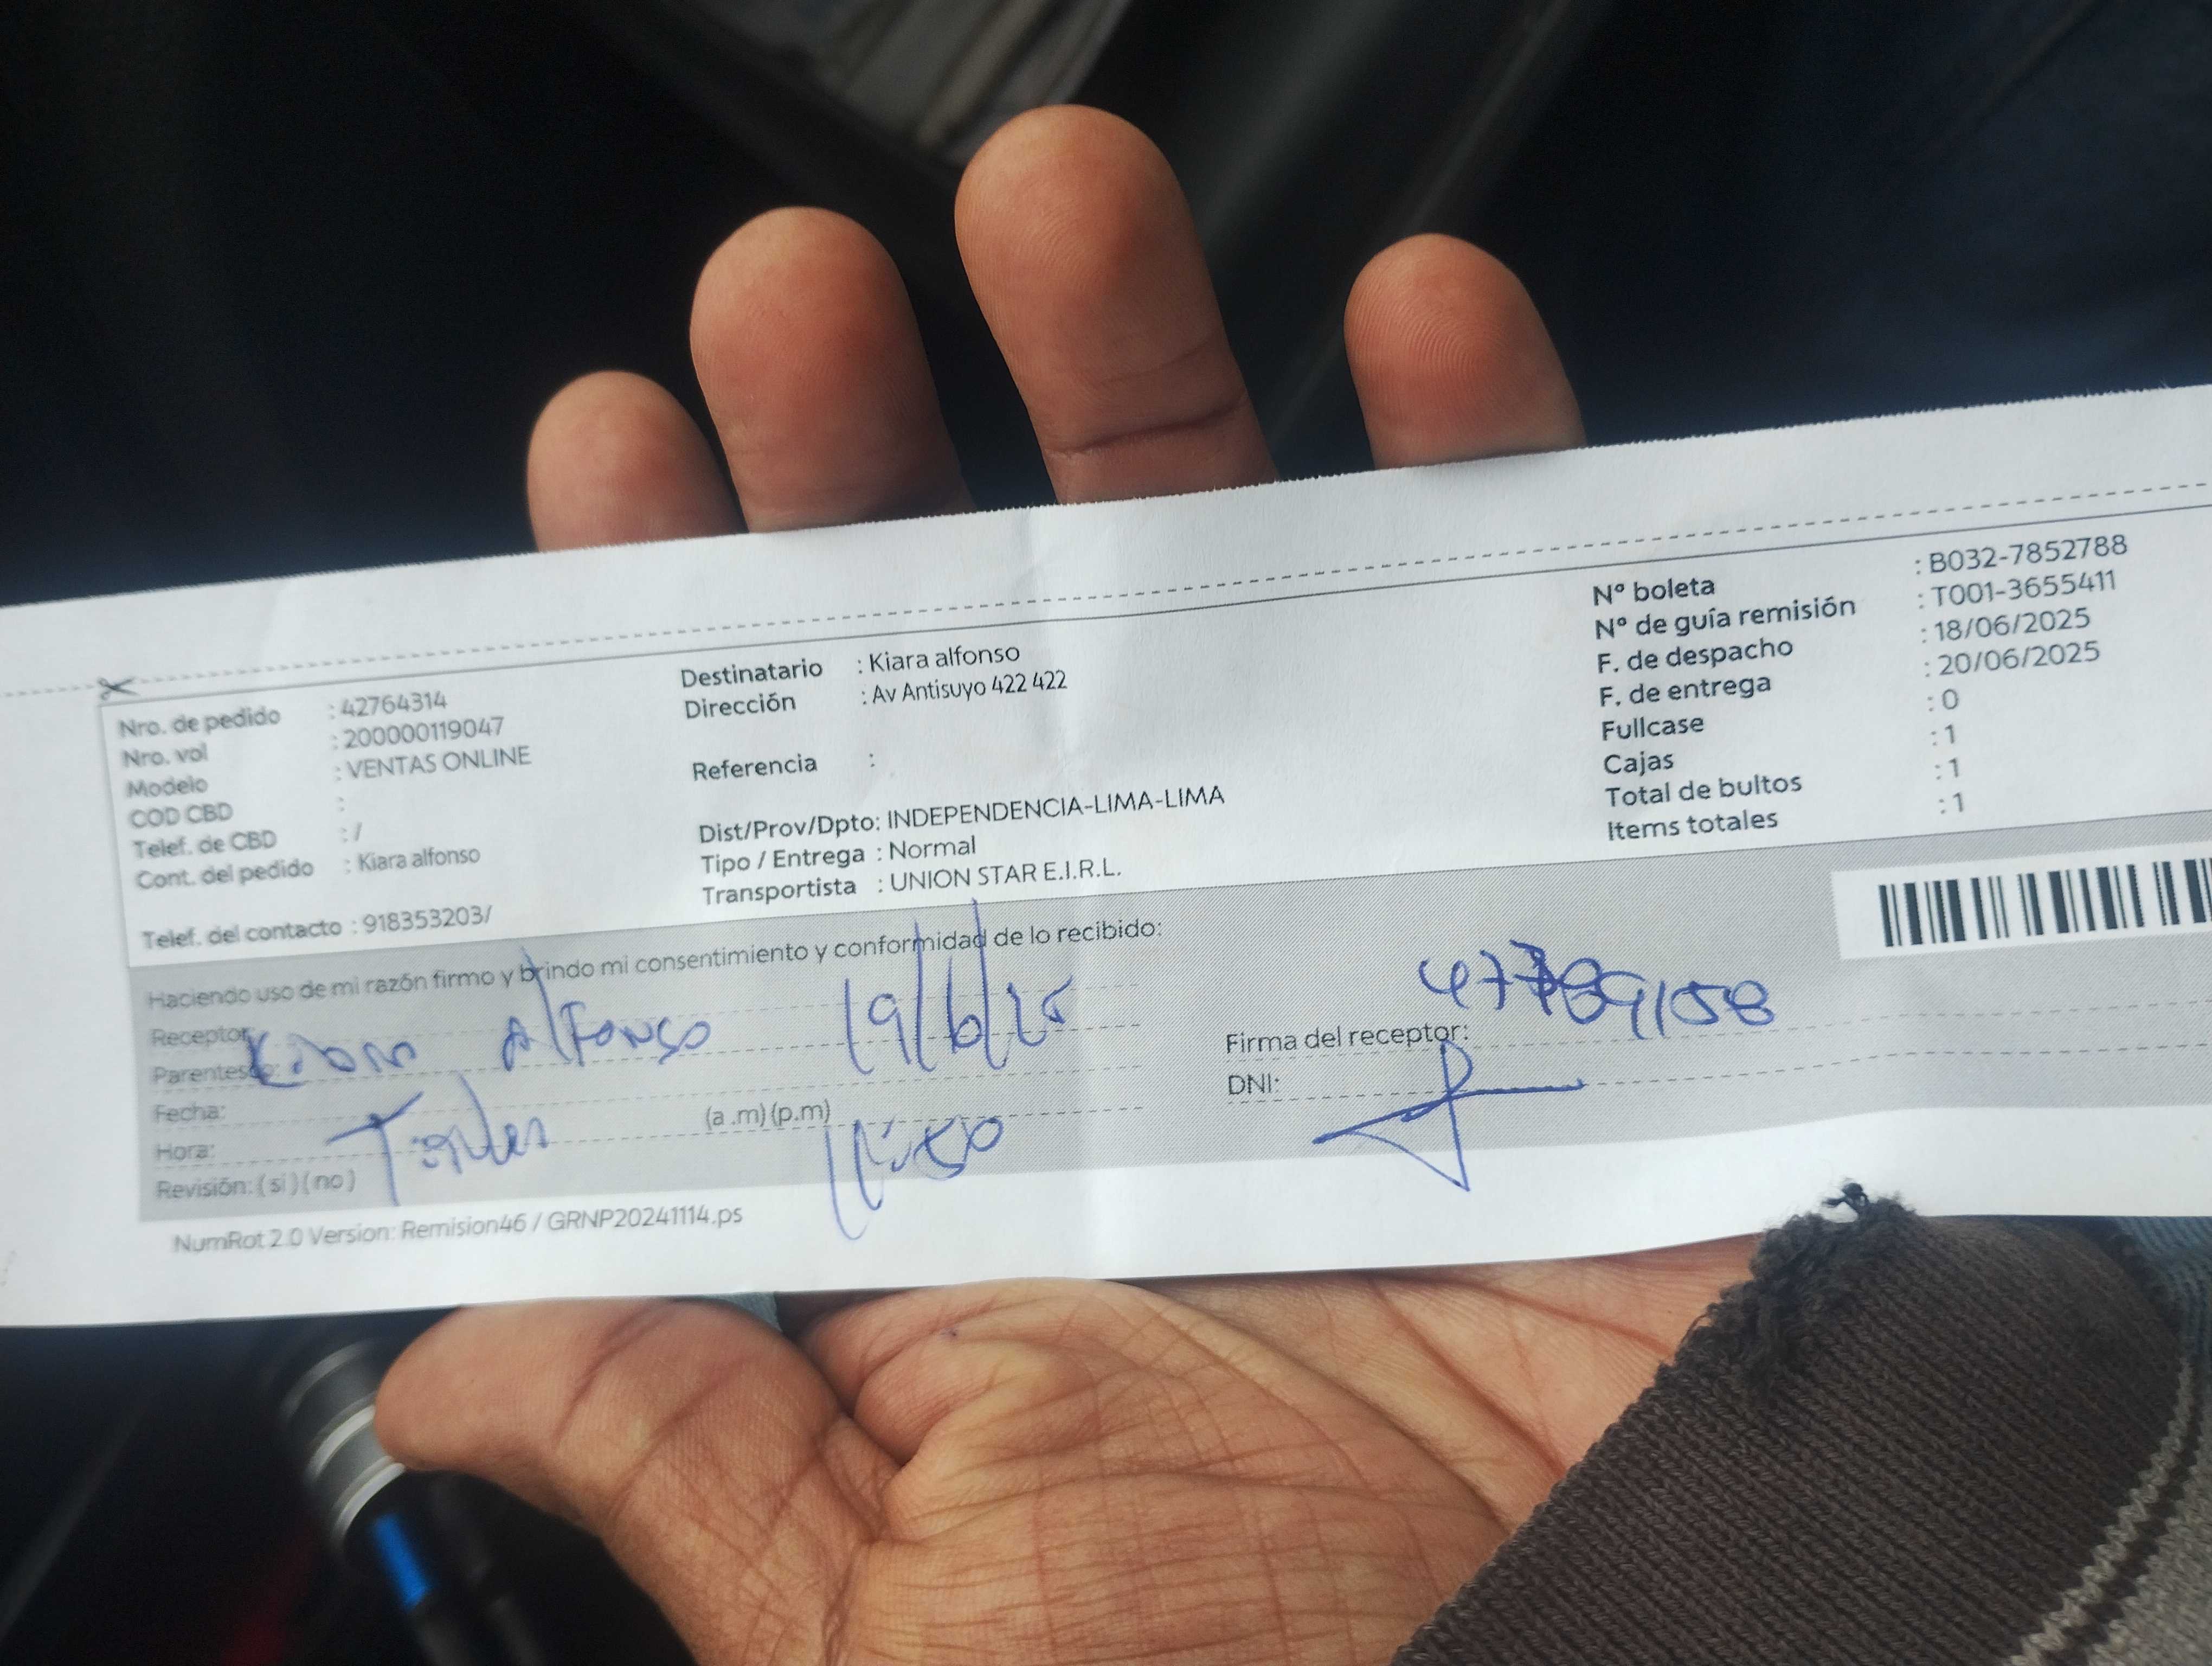 Nro. de pedido : 42764314
Nro. vol : 200000119047
Modelo : VENTAS ONLINE
COD CBD :
Telef. de CBD : /
Cont. del pedido : Kiara alfonso
Telef. del contacto : 918353203/
Destinatario : Kiara alfonso
Dirección : Av Antisuyo 422 422
Referencia :
Dist/Prov/Dpto: INDEPENDENCIA-LIMA-LIMA
Tipo / Entrega : Normal
Transportista : UNION STAR E.I.R.L.
Nº boleta : B032-7852788
Nº de guía remisión : T001-3655411
F. de despacho : 18/06/2025
F. de entrega : 20/06/2025
Fullcase : 0
Cajas : 1
Total de bultos : 1
Items totales : 1
Haciendo uso de mi razón firmo y brindo mi consentimiento y conformidad de lo recibido:
Receptor:
Kiara Alfonso 19/6/25
Parentesco:
Fecha:
Hora: (a .m) (p.m)
11:50
Revisión: ( si ) ( no )
Firma del receptor:
DNI:
NumRot 2.0 Version: Remision46 / GRNP20241114.ps